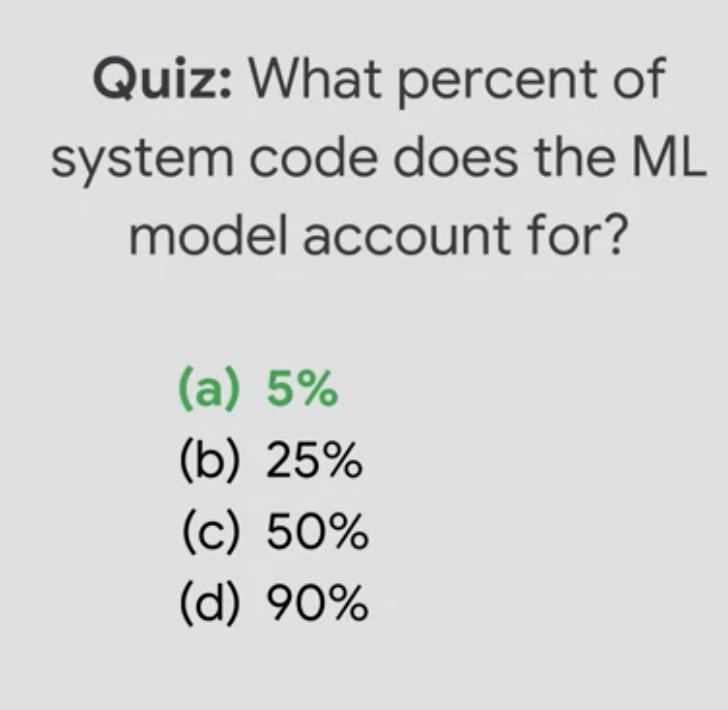 Quiz: What percent of
system code does the ML
model account for?
(a) 5%
(b) 25%
(c) 50%
(d) 90%